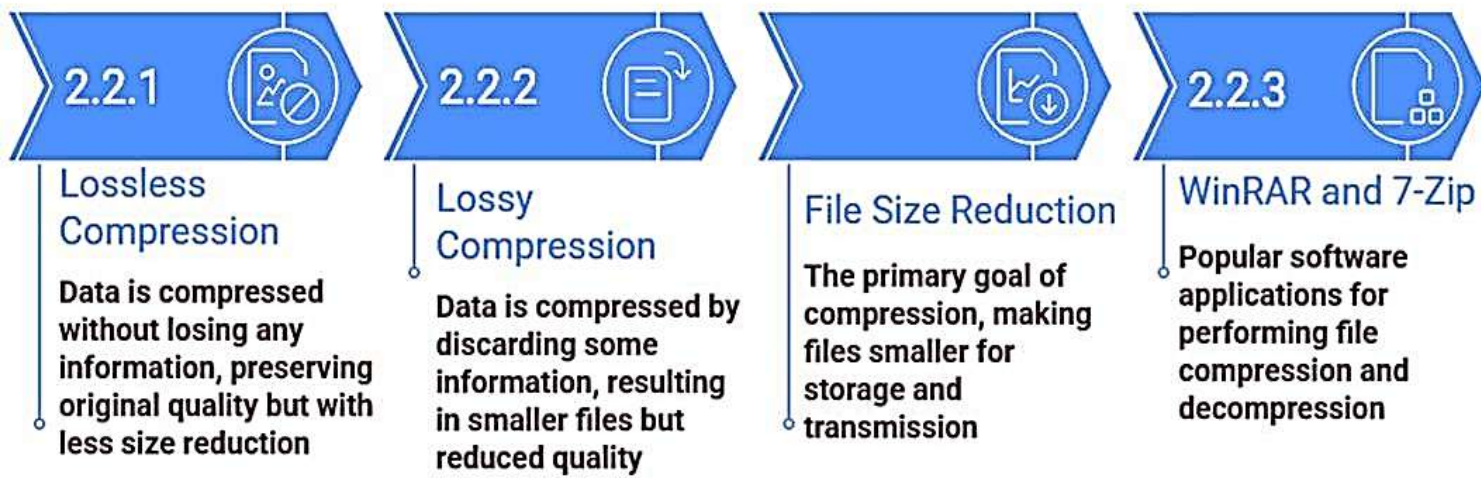 2.2.1
Lossless
Compression
Data is compressed
without losing any
information, preserving
original quality but with
less size reduction
2.2.2
Lossy
Compression
Data is compressed by
discarding some
information, resulting
in smaller files but
reduced quality
File Size Reduction
The primary goal of
compression, making
files smaller for
storage and
transmission
2.2.3
WinRAR and 7-Zip
Popular software
applications for
performing file
compression and
decompression